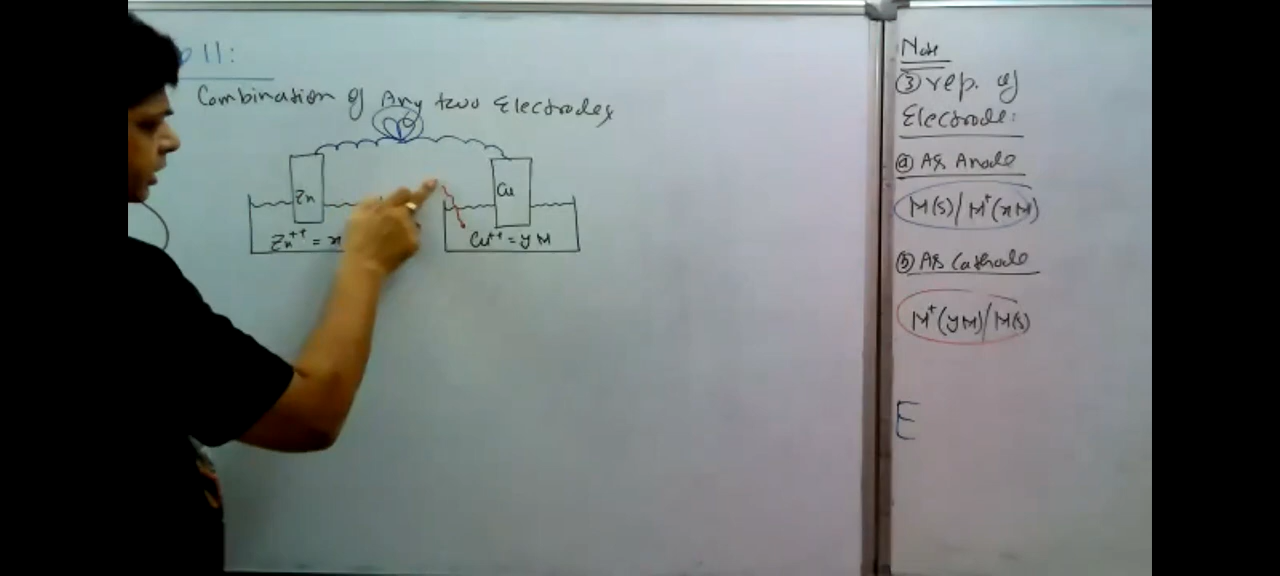 11:
Combination of Any two Electrodes
Zn
Cu
Zn++ = x
Cu++ = y M
Note
③ rep. of
Electrode:
ⓐ As Anode
M(s)/M+(xM)
ⓑ As Cathode
M+(yM)/M(s)
E